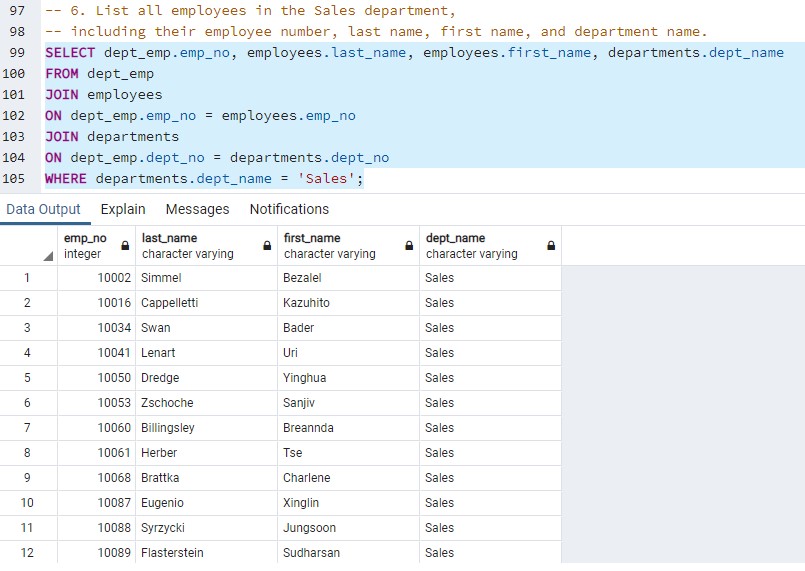 97 -- 6. List all employees in the Sales department,
98 -- including their employee number, last name, first name, and department name.
99 SELECT dept_emp.emp_no, employees.last_name, employees.first_name, departments.dept_name
100 FROM dept_emp
101 JOIN employees
102 ON dept_emp.emp_no = employees.emp_no
103 JOIN departments
104 ON dept_emp.dept_no = departments.dept_no
105 WHERE departments.dept_name = 'Sales';
Data Output Explain Messages Notifications
emp_no last_name first_name dept_name
integer character varying character varying character varying
1 10002 Simmel Bezalel Sales
2 10016 Cappelletti Kazuhito Sales
3 10034 Swan Bader Sales
4 10041 Lenart Uri Sales
5 10050 Dredge Yinghua Sales
6 10053 Zschoche Sanjiv Sales
7 10060 Billingsley Breannda Sales
8 10061 Herber Tse Sales
9 10068 Brattka Charlene Sales
10 10087 Eugenio Xinglin Sales
11 10088 Syrzycki Jungsoon Sales
12 10089 Flasterstein Sudharsan Sales